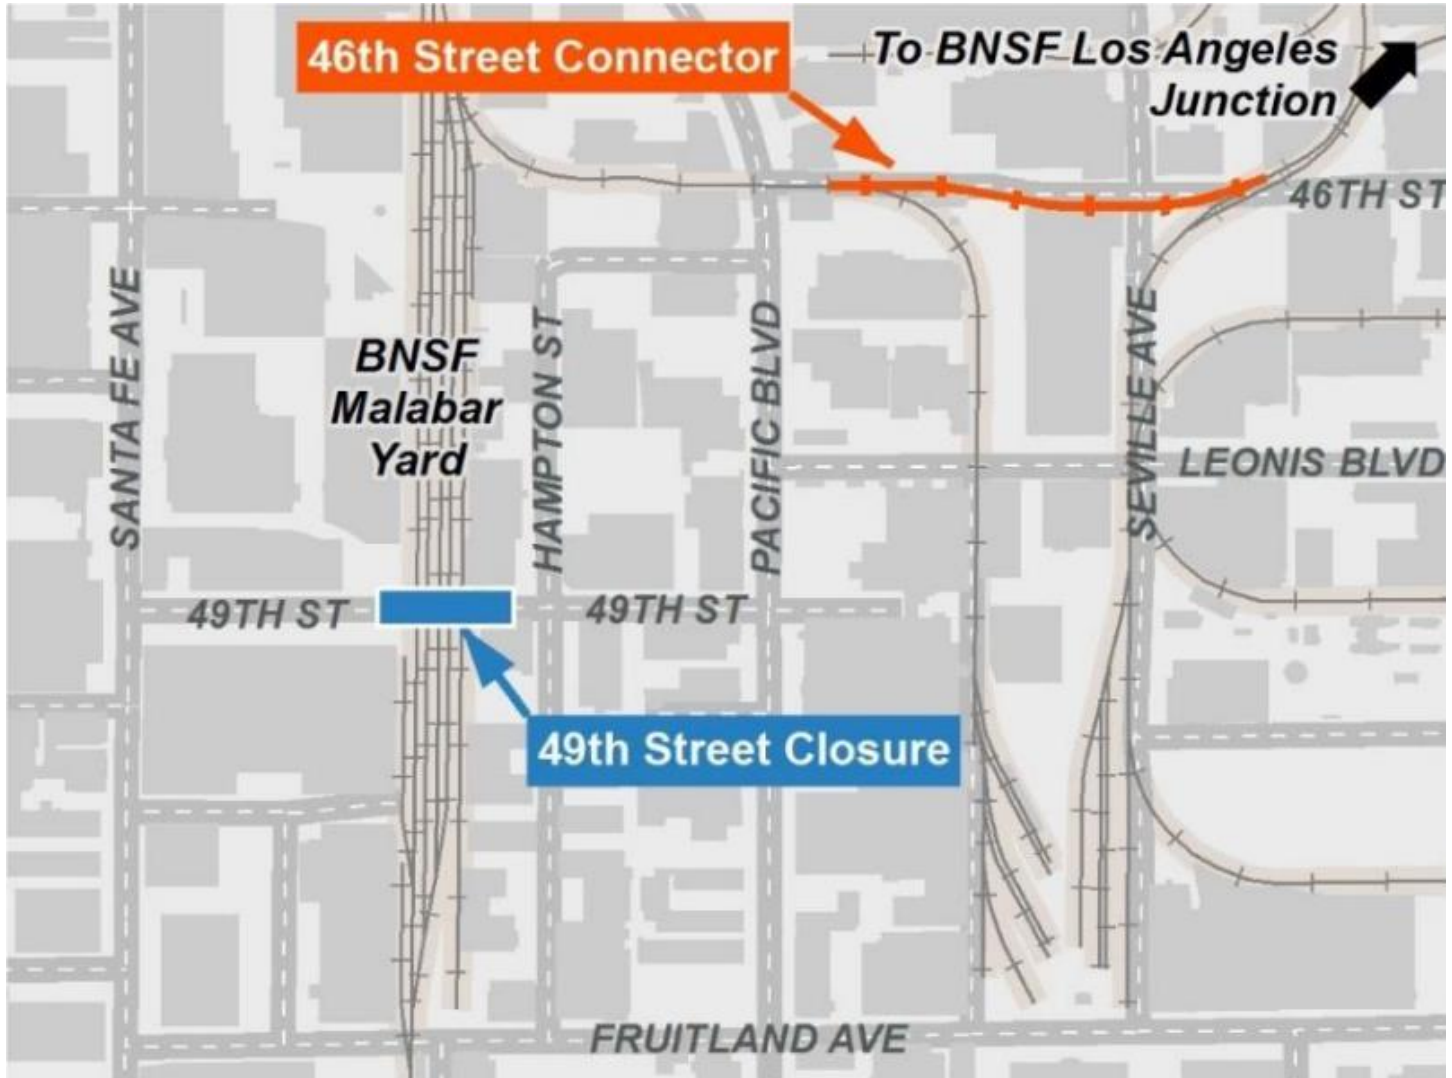 46th Street Connector
To BNSF Los Angeles
Junction
46TH ST
SANTA FE AVE
BNSF
Malabar
Yard
HAMPTON ST
PACIFIC BLVD
SEVILLE AVE
LEONIS BLVD
49TH ST
49TH ST
49th Street Closure
FRUITLAND AVE